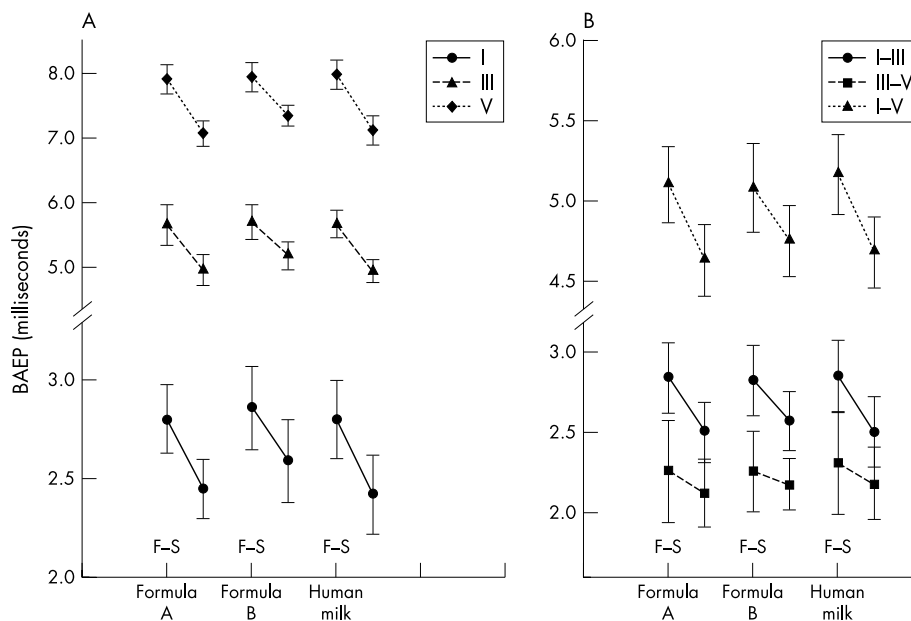 A
B
I
III
V
I–III
III–V
I–V
BAEP (milliseconds)
8.0
7.0
6.0
5.0
3.0
2.5
2.0
6.0
5.5
5.0
4.5
3.0
2.5
2.0
F–S
F–S
F–S
F–S
F–S
F–S
Formula
A
Formula
B
Human
milk
Formula
A
Formula
B
Human
milk